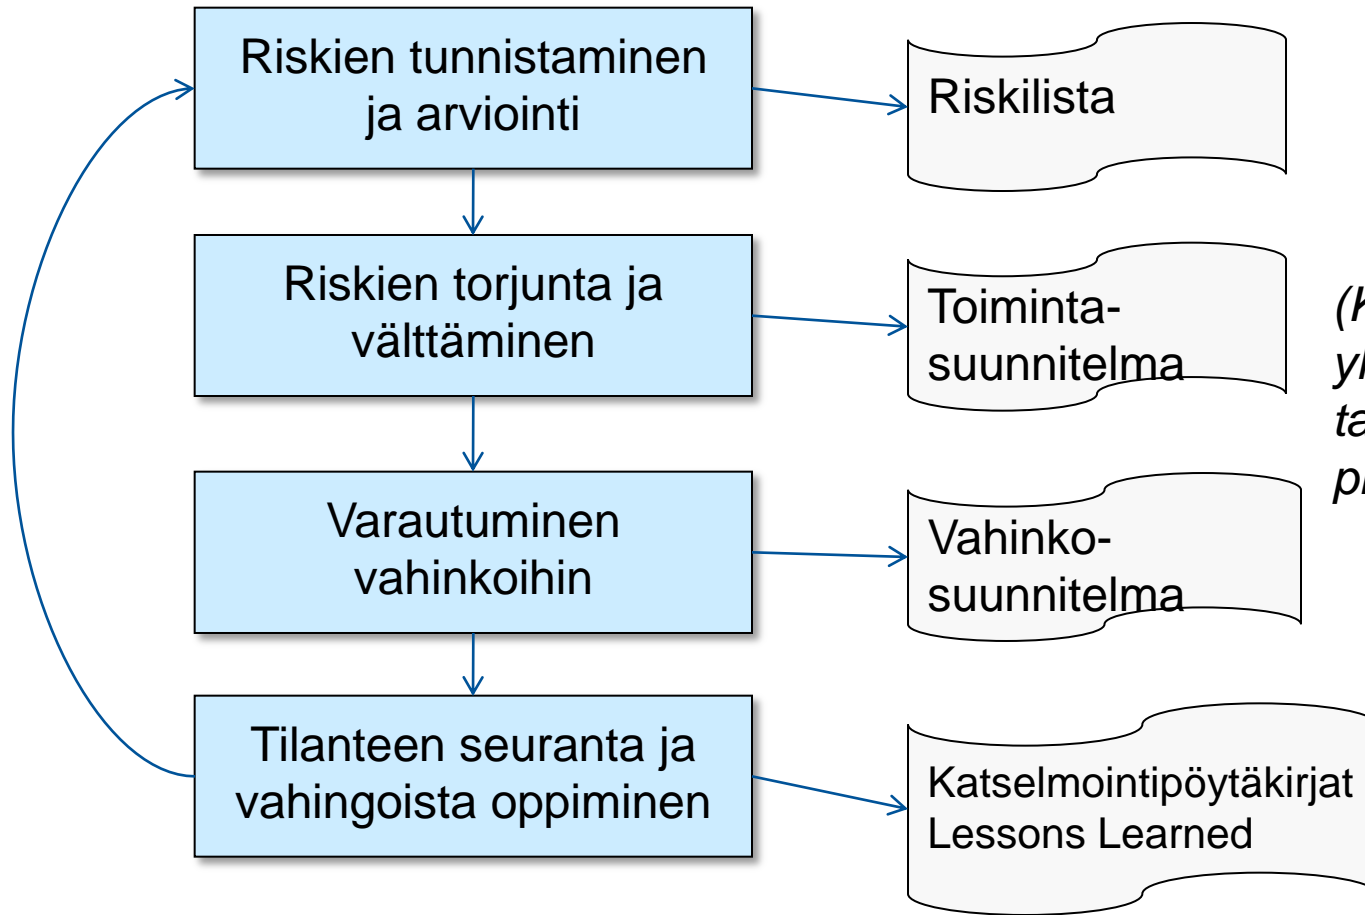 Riskien tunnistaminen
ja arviointi
Riskilista
Riskien torjunta ja
välttäminen
Toiminta-
suunnitelma
Varautuminen
vahinkoihin
Vahinko-
suunnitelma
Tilanteen seuranta ja
vahingoista oppiminen
Katselmointipöytäkirjat
Lessons Learned